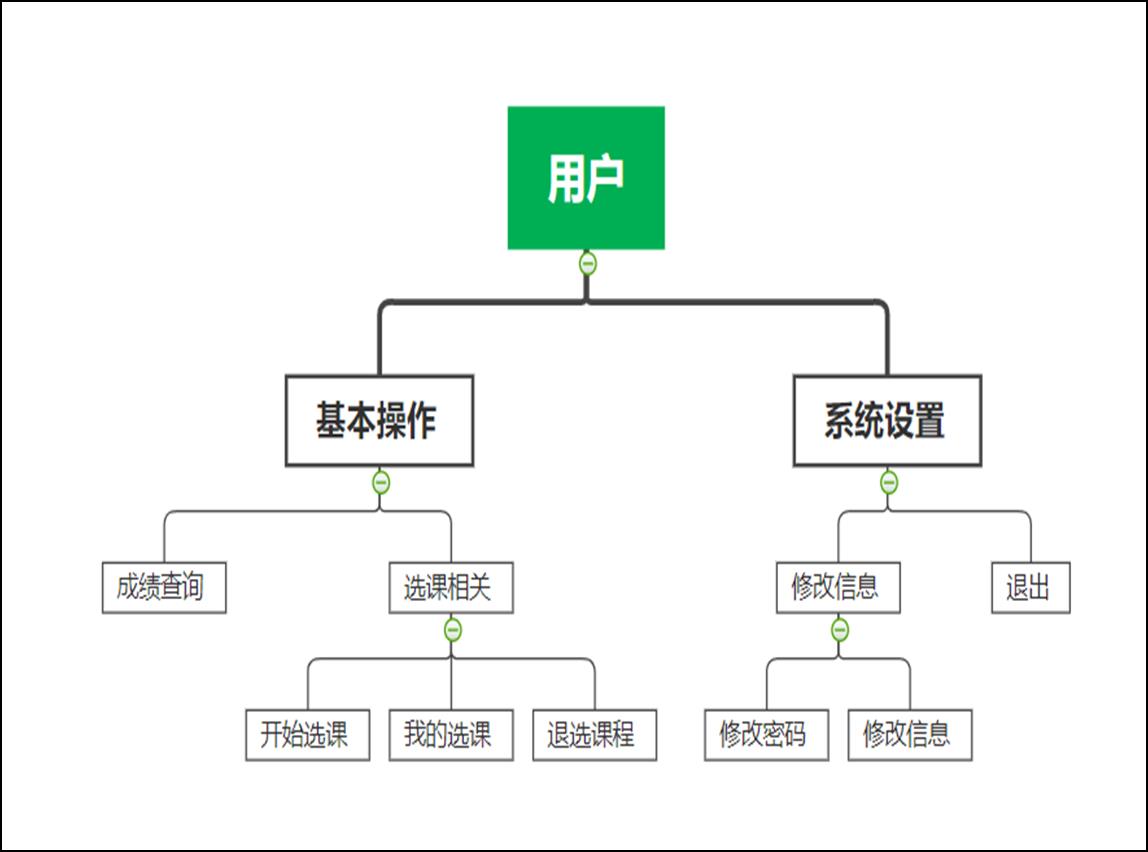 用户
基本操作
系统设置
成绩查询
选课相关
修改信息
退出
开始选课
我的选课
退选课程
修改密码
修改信息